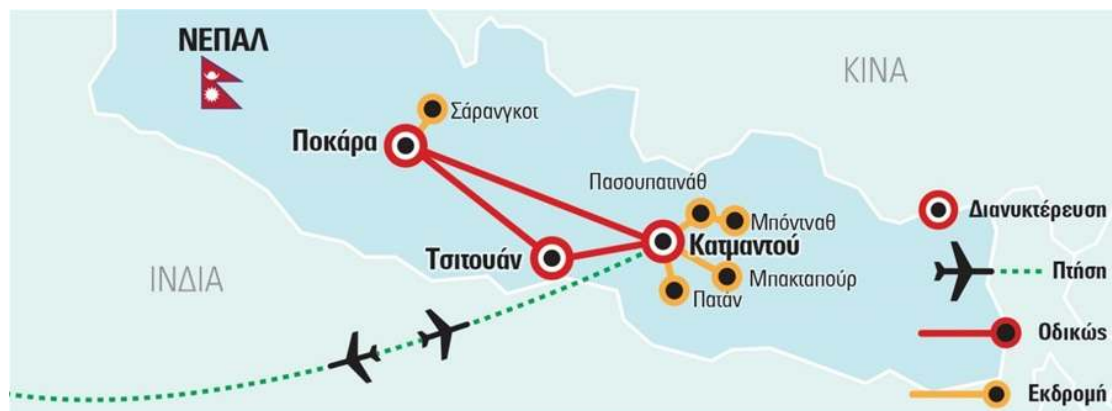 ΝΕΠΑΛ
ΚΙΝΑ
Σάρανγκοτ
Ποκάρα
Πασουπατινάθ
Μπόντναθ
Διανυκτέρευση
Κατμαντού
Τσιτουάν
Μπακταπούρ
Πτήση
ΙΝΔΙΑ
Πατάν
Οδικώς
Εκδρομή